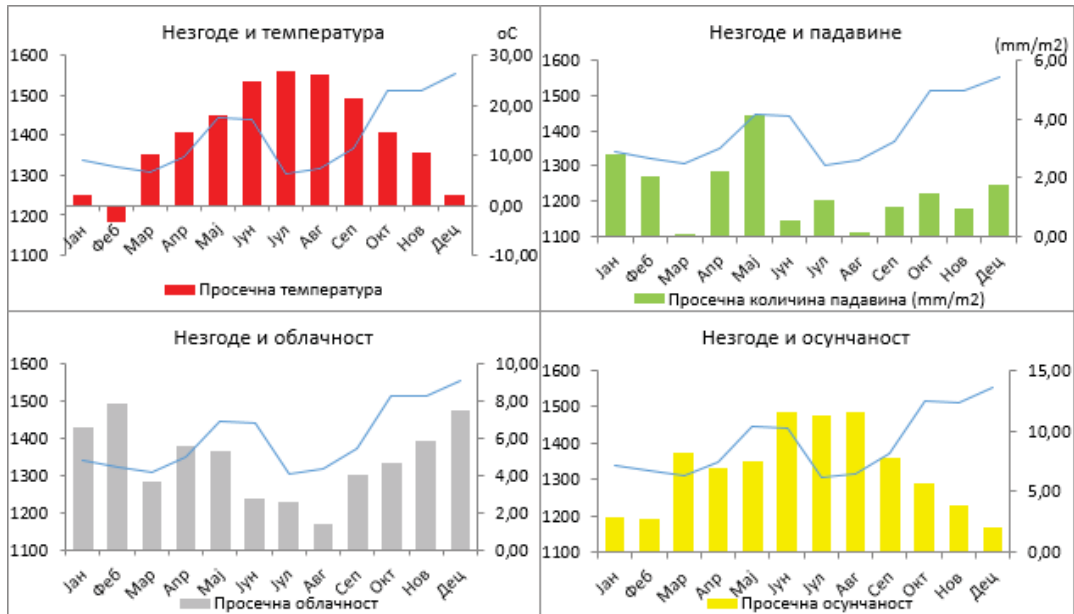 Незгоде и температура
oC
1600
1500
1400
1300
1200
1100
30,00
20,00
10,00
0,00
-10,00
Јан
Феб
Мар
Апр
Мај
Јун
Јул
Авг
Сеп
Окт
Нов
Дец
Просечна температура
Незгоде и падавине
(mm/m2)
1600
1500
1400
1300
1200
1100
6,00
4,00
2,00
0,00
Јан
Феб
Мар
Апр
Мај
Јун
Јул
Авг
Сеп
Окт
Нов
Дец
Просечна количина падавина (mm/m2)
Незгоде и облачност
1600
1500
1400
1300
1200
1100
10,00
8,00
6,00
4,00
2,00
0,00
Јан
Феб
Мар
Апр
Мај
Јун
Јул
Авг
Сеп
Окт
Нов
Дец
Просечна облачност
Незгоде и осунчаност
1600
1500
1400
1300
1200
1100
15,00
10,00
5,00
0,00
Јан
Феб
Мар
Апр
Мај
Јун
Јул
Авг
Сеп
Окт
Нов
Дец
Просечна осунчаност